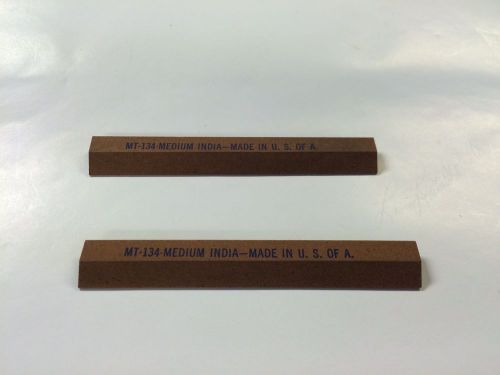 MT-134-MEDIUM INDIA—MADE IN U. S. OF A.
MT-134-MEDIUM INDIA—MADE IN U. S. OF A.